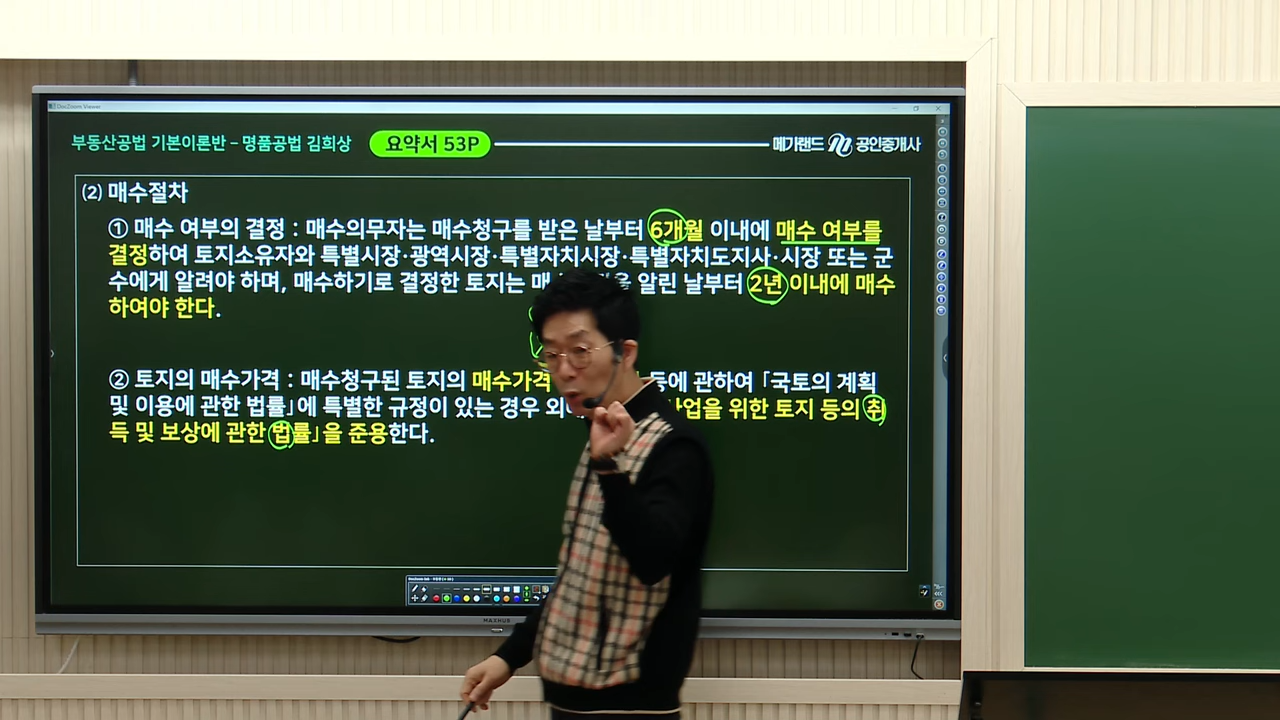 DocZoom Viewer
부동산공법 기본이론반 - 명품공법 김희상
요약서 53P
메가랜드 공인중개사
(2) 매수절차
① 매수 여부의 결정 : 매수의무자는 매수청구를 받은 날부터 6개월 이내에 매수 여부를
결정하여 토지소유자와 특별시장·광역시장·특별자치시장·특별자치도지사·시장 또는 군
수에게 알려야 하며, 매수하기로 결정한 토지는 매 알린 날부터 2년 이내에 매수
하여야 한다.
② 토지의 매수가격 : 매수청구된 토지의 매수가격 등에 관하여 「국토의 계획
및 이용에 관한 법률」에 특별한 규정이 있는 경우 외에 사업을 위한 토지 등의 취
득 및 보상에 관한 법률」을 준용한다.
MAXHUB